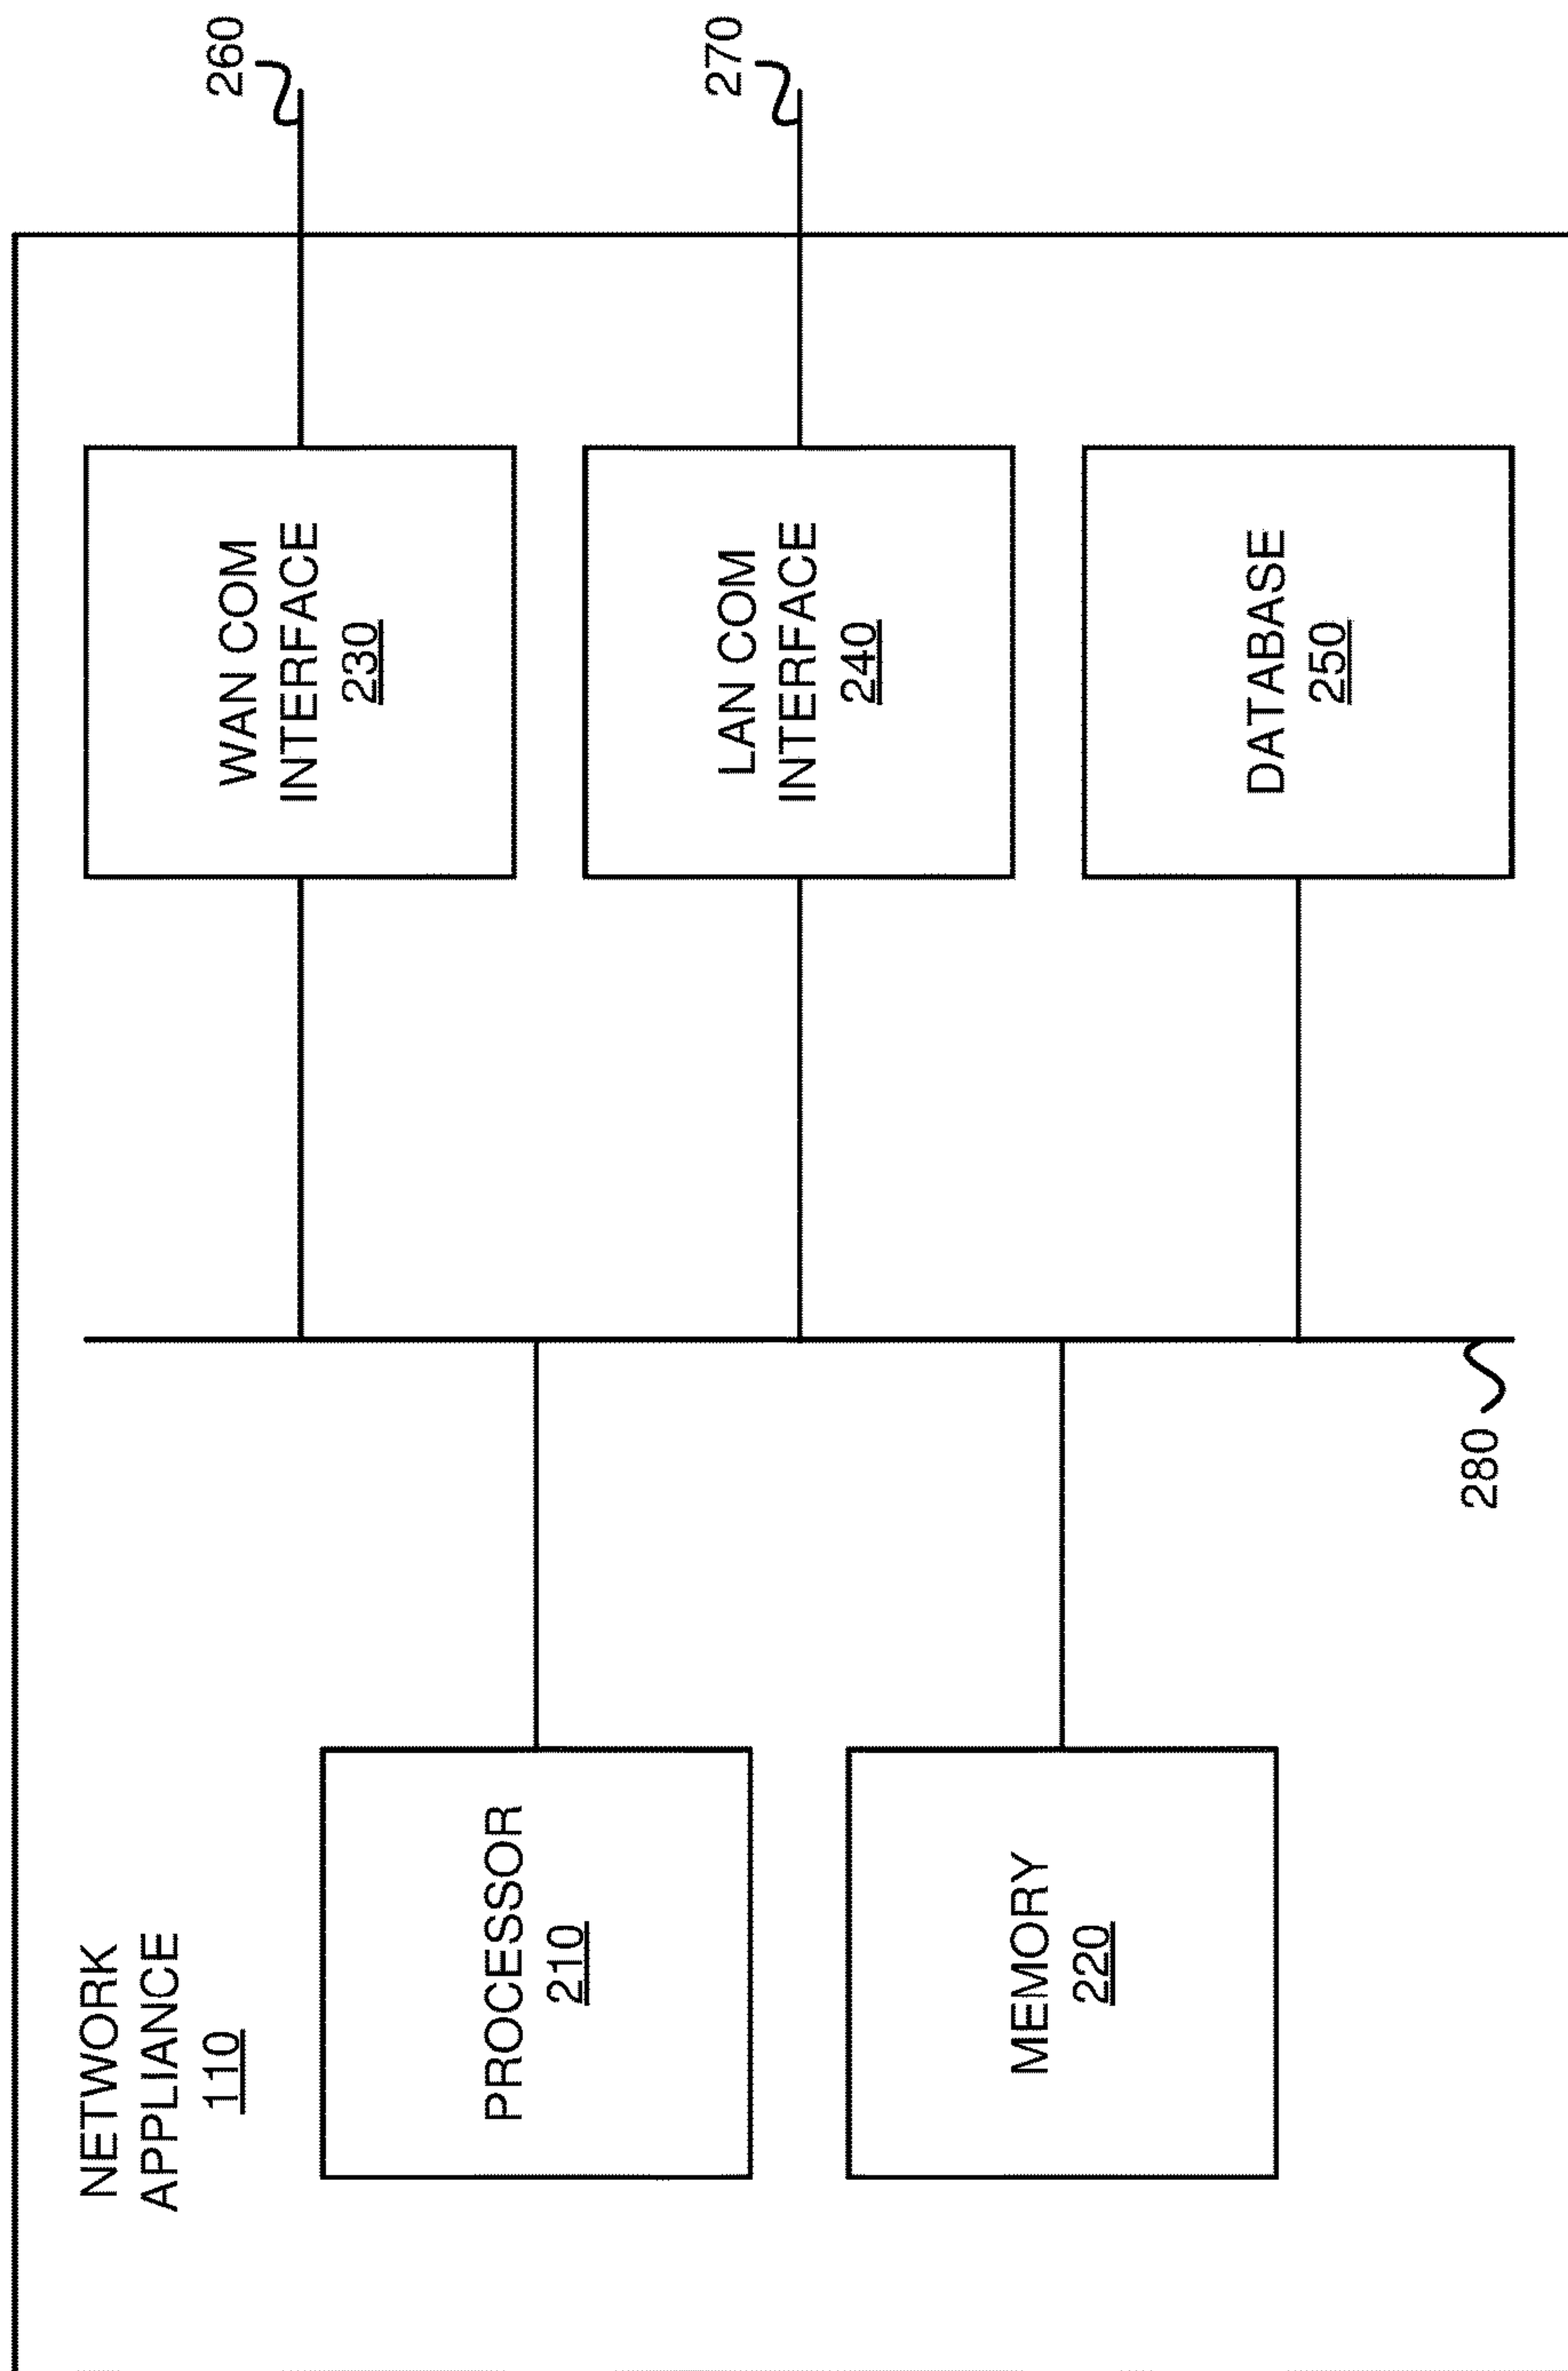 NETWORK
APPLIANCE
110
PROCESSOR
210
MEMORY
220
280
WAN COM
INTERFACE
230
LAN COM
INTERFACE
240
DATABASE
250
260
270